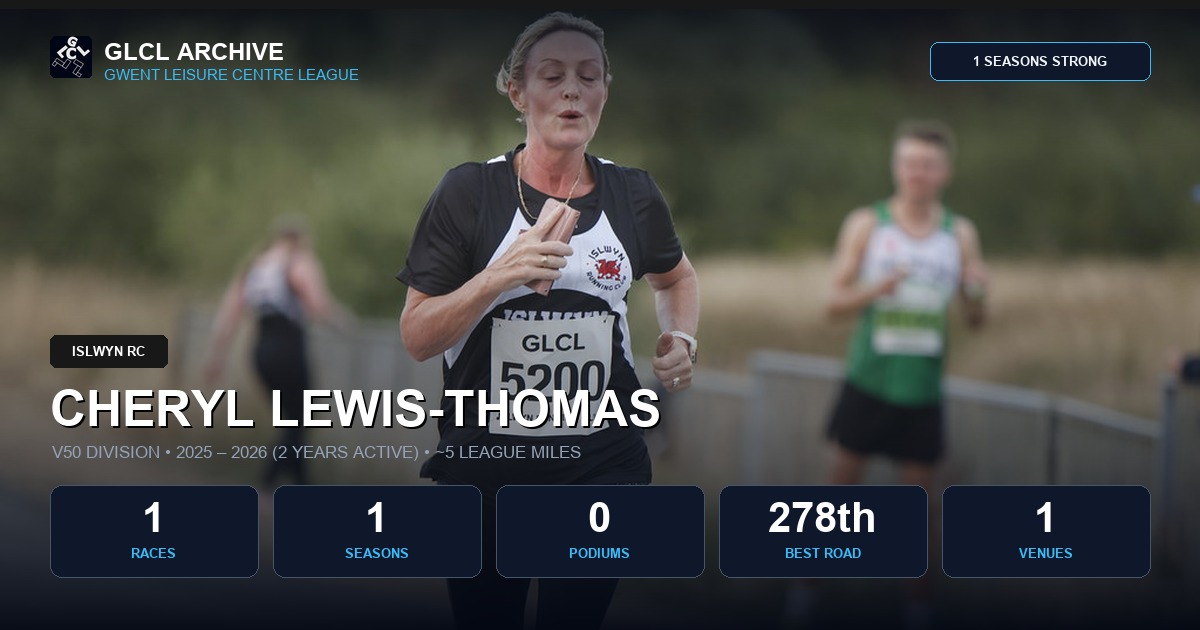 GLCL ARCHIVE
GWENT LEISURE CENTRE LEAGUE
1 SEASONS STRONG
ISLWYN
RUNNING CLUB
ISLWYN
GLCL
5200
ISLWYN RC
CHERYL LEWIS-THOMAS
V50 DIVISION • 2025 – 2026 (2 YEARS ACTIVE) • ~5 LEAGUE MILES
1
RACES
1
SEASONS
0
PODIUMS
278th
BEST ROAD
1
VENUES